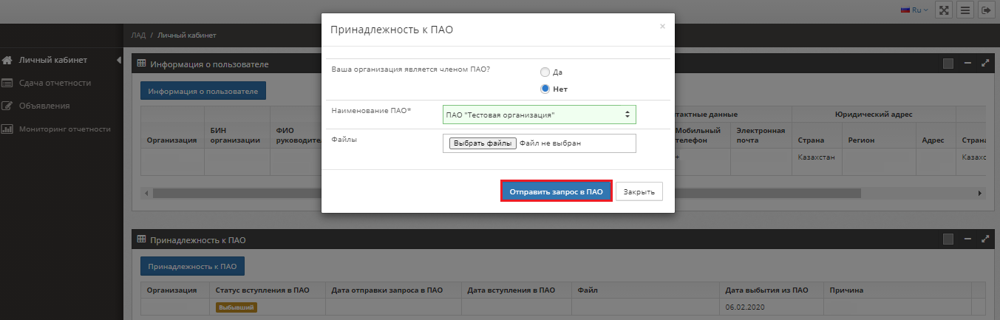 Ru
ЛАД / Личный кабинет
Личный кабинет
Сдача отчетности
Объявления
Мониторинг отчетности
Информация о пользователе
Информация о пользователе
Контактные данные
Юридический адрес
Организация
БИН организации
ФИО
Мобильный телефон
Электронная почта
Страна
Регион
Адрес
Страна
+
Казахстан
Принадлежность к ПАО
×
Ваша организация является членом ПАО?
Да
Нет
Наименование ПАО*
ПАО "Тестовая организация"
Файлы
Выбрать файлы Файл не выбран
Отправить запрос в ПАО
Закрыть
Принадлежность к ПАО
Принадлежность к ПАО
Организация
Статус вступления в ПАО
Дата отправки запроса в ПАО
Дата вступления в ПАО
Файл
Дата выбытия из ПАО
Причина
Выбывший
06.02.2020